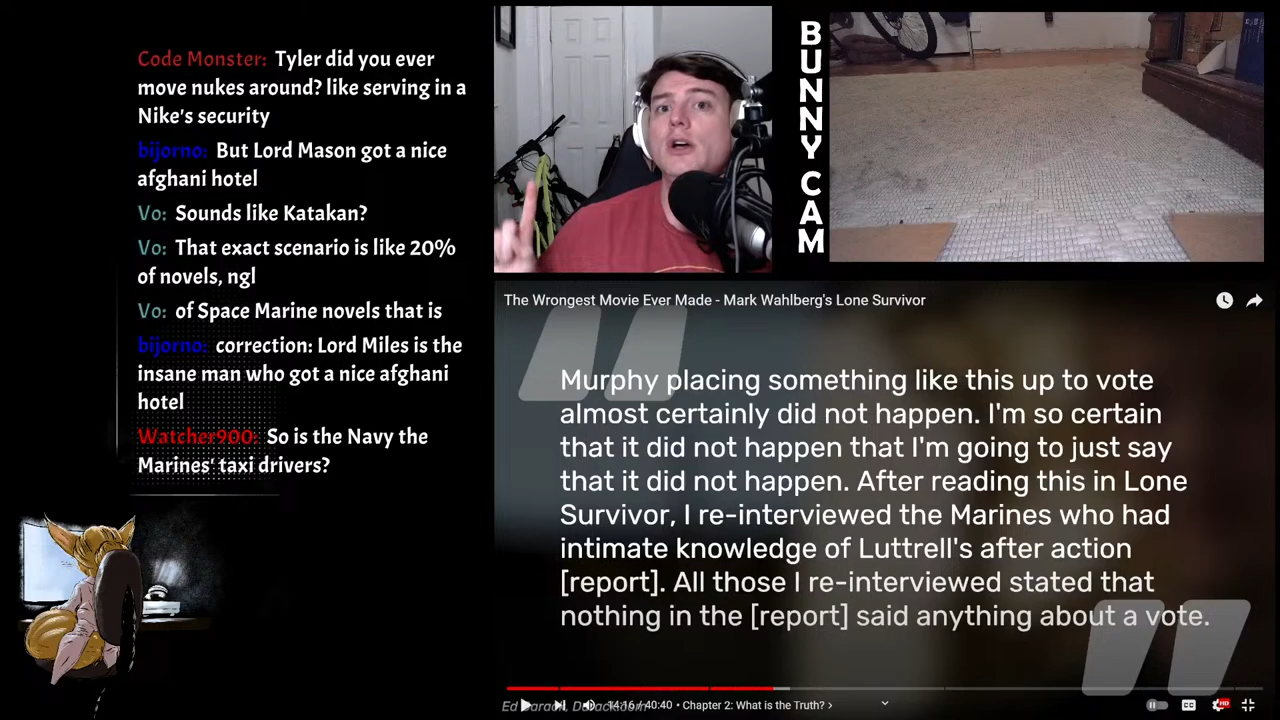 Code Monster: Tyler did you ever
move nukes around? like serving in a
Nike's security
bijorno: But Lord Mason got a nice
afghani hotel
Vo: Sounds like Katakan?
Vo: That exact scenario is like 20%
of novels, ngl
Vo: of Space Marine novels that is
bijorno: correction: Lord Miles is the
insane man who got a nice afghani
hotel
Watcher900: So is the Navy the
Marines' taxi drivers?
BUNNY CAM
The Wrongest Movie Ever Made - Mark Wahlberg's Lone Survivor
Murphy placing something like this up to vote
almost certainly did not happen. I'm so certain
that it did not happen that I'm going to just say
that it did not happen. After reading this in Lone
Survivor, I re-interviewed the Marines who had
intimate knowledge of Luttrell's after action
[report]. All those I re-interviewed stated that
nothing in the [report] said anything about a vote.
Ed
14:16 / 40:40 • Chapter 2: What is the Truth? ›
CC
HD